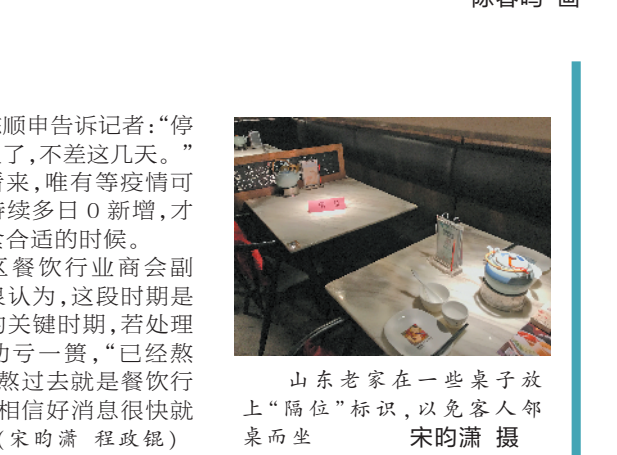 顺申告诉记者:“停
了,不差这几天。”
看来,唯有等疫情可
持续多日 0 新增,才
合适的时候。
区餐饮行业商会副
认为,这段时期是
的关键时期,若处理
功亏一篑,“已经熬
熬过去就是餐饮行
相信好消息很快就
(宋昀潇 程政锟)
山东老家在一些桌子放
上“隔位”标识,以免客人邻
桌而坐 宋昀潇 摄